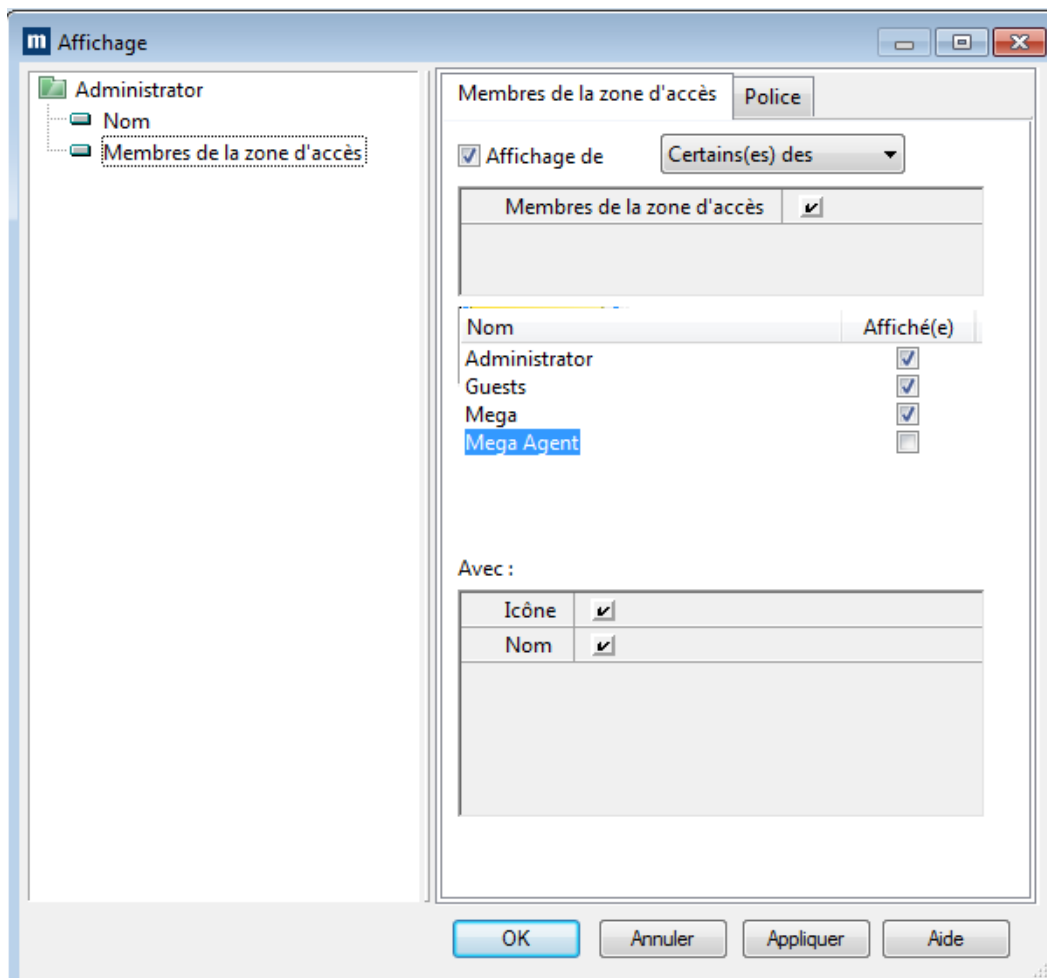 m Affichage
Administrator
Nom
Membres de la zone d'accès
Membres de la zone d'accès Police
Affichage de Certains(es) des
Membres de la zone d'accès
Nom Affiché(e)
Administrator
Guests
Mega
Mega Agent
Avec :
Icône
Nom
OK Annuler Appliquer Aide